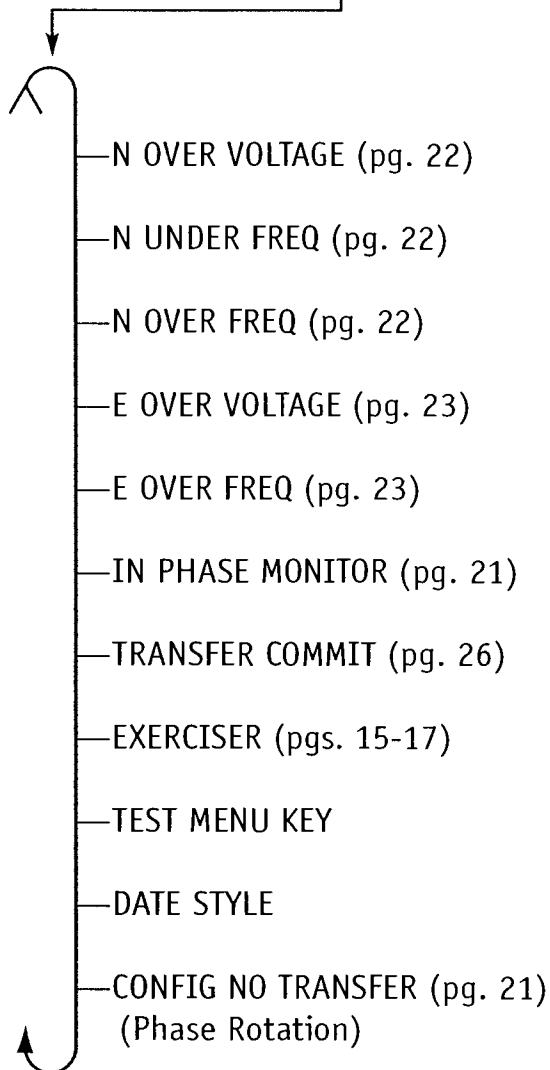 N OVER VOLTAGE (pg. 22)
N UNDER FREQ (pg. 22)
N OVER FREQ (pg. 22)
E OVER VOLTAGE (pg. 23)
E OVER FREQ (pg. 23)
IN PHASE MONITOR (pg. 21)
TRANSFER COMMIT (pg. 26)
EXERCISER (pgs. 15-17)
TEST MENU KEY
DATE STYLE
CONFIG NO TRANSFER (pg. 21)
(Phase Rotation)